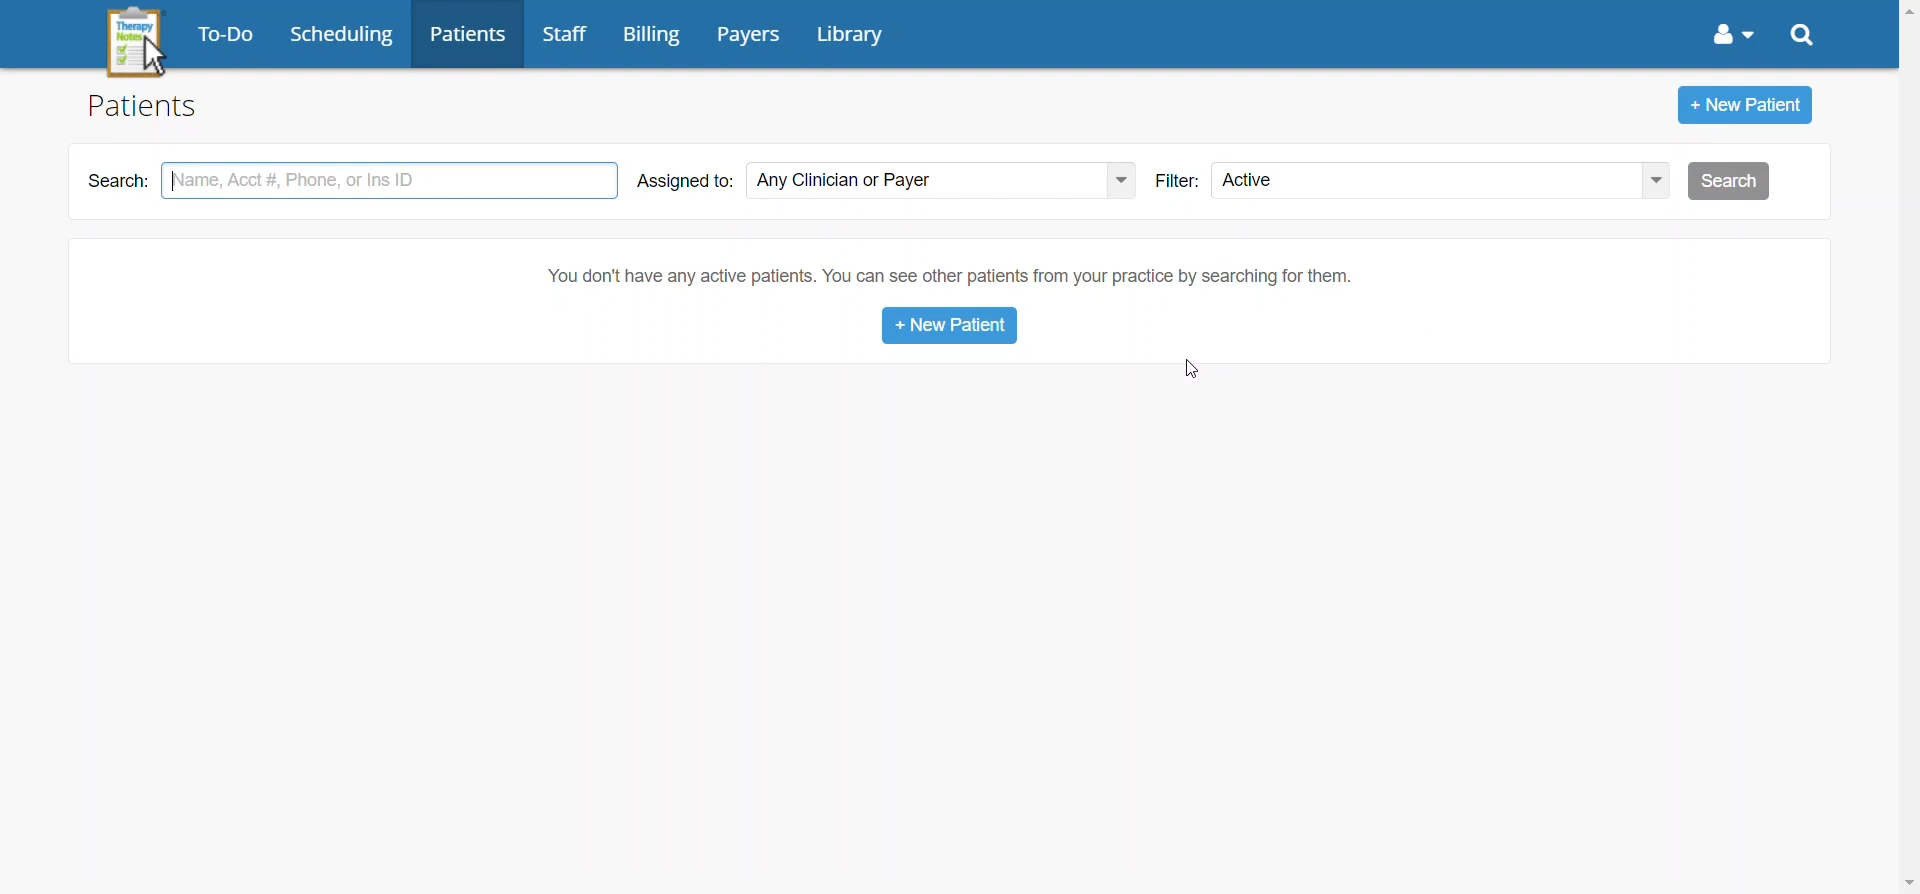 Therapy
Notes
To-Do Scheduling Patients Staff Billing Payers Library
Patients
+ New Patient
Search: Name, Acct #, Phone, or Ins ID Assigned to: Any Clinician or Payer Filter: Active Search
You don't have any active patients. You can see other patients from your practice by searching for them.
+ New Patient